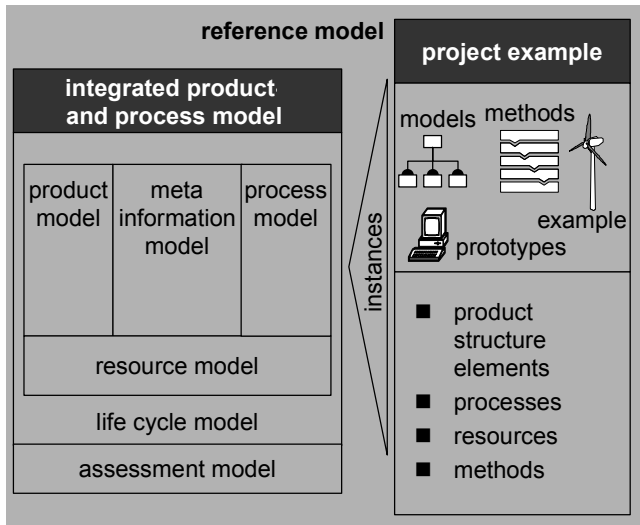 reference model
integrated product
and process model
product
model
meta
information
model
process
model
resource model
life cycle model
assessment model
instances
project example
models
methods
example
prototypes
product
structure
elements
processes
resources
methods